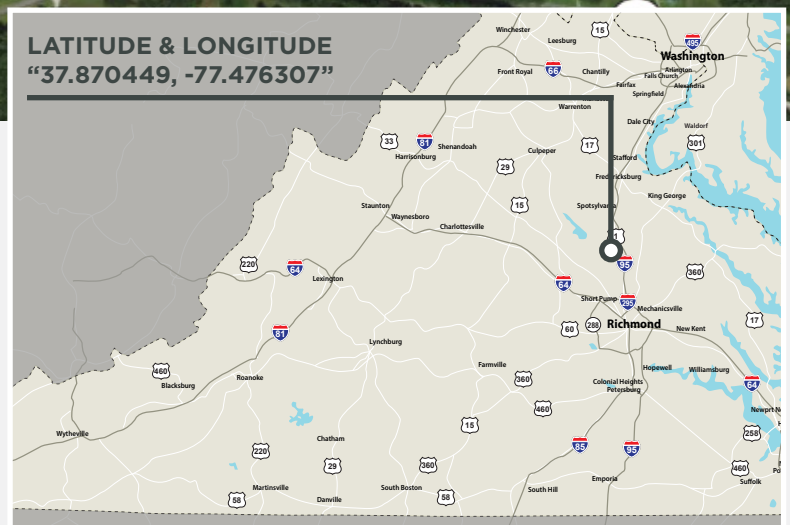 LATITUDE & LONGITUDE
“37.870449, -77.476307”
Winchester
15
Leesburg
495
Washington
Front Royal
66
Chantilly
Arlington
Falls Church
Fairfax
Alexandria
Springfield
Warrenton
Dale City
Waldorf
33
81
Shenandoah
Harrisonburg
Culpeper
17
Stafford
301
29
Fredericksburg
King George
Staunton
15
Spotsylvania
Waynesboro
Charlottesville
1
220
64
Lexington
95
360
64
Short Pump
295
Mechanicsville
81
60
288
Richmond
New Kent
17
Lynchburg
460
Blacksburg
Roanoke
Farmville
360
Hopewell
Williamsburg
Colonial Heights
Petersburg
64
460
Newprt N
15
Wytheville
Chatham
85
95
258
220
29
360
460
Martinsville
South Boston
58
South Hill
Emporia
Suffolk
58
Danville